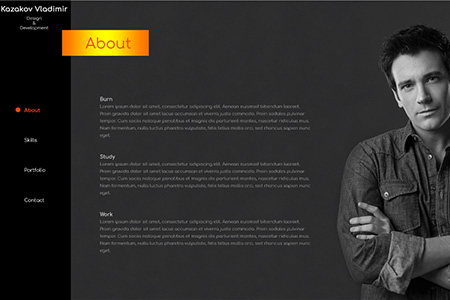 Kazakov Vladimir
Design
&
Development
About
About
Skills
Portfolio
Contact
Born
Lorem ipsum dolor sit amet, consectetur adipiscing elit. Aenean euismod bibendum laoreet.
Proin gravida dolor sit amet lacus accumsan et viverra justo commodo. Proin sodales pulvinar
tempor. Cum sociis natoque penatibus et magnis dis parturient montes, nascetur ridiculus mus.
Nam fermentum, nulla luctus pharetra vulputate, felis tellus mollis orci, sed rhoncus sapien nunc
eget.
Study
Lorem ipsum dolor sit amet, consectetur adipiscing elit. Aenean euismod bibendum laoreet.
Proin gravida dolor sit amet lacus accumsan et viverra justo commodo. Proin sodales pulvinar
tempor. Cum sociis natoque penatibus et magnis dis parturient montes, nascetur ridiculus mus.
Nam fermentum, nulla luctus pharetra vulputate, felis tellus mollis orci, sed rhoncus sapien nunc
eget.
Work
Lorem ipsum dolor sit amet, consectetur adipiscing elit. Aenean euismod bibendum laoreet.
Proin gravida dolor sit amet lacus accumsan et viverra justo commodo. Proin sodales pulvinar
tempor. Cum sociis natoque penatibus et magnis dis parturient montes, nascetur ridiculus mus.
Nam fermentum, nulla luctus pharetra vulputate, felis tellus mollis orci, sed rhoncus sapien nunc
eget.